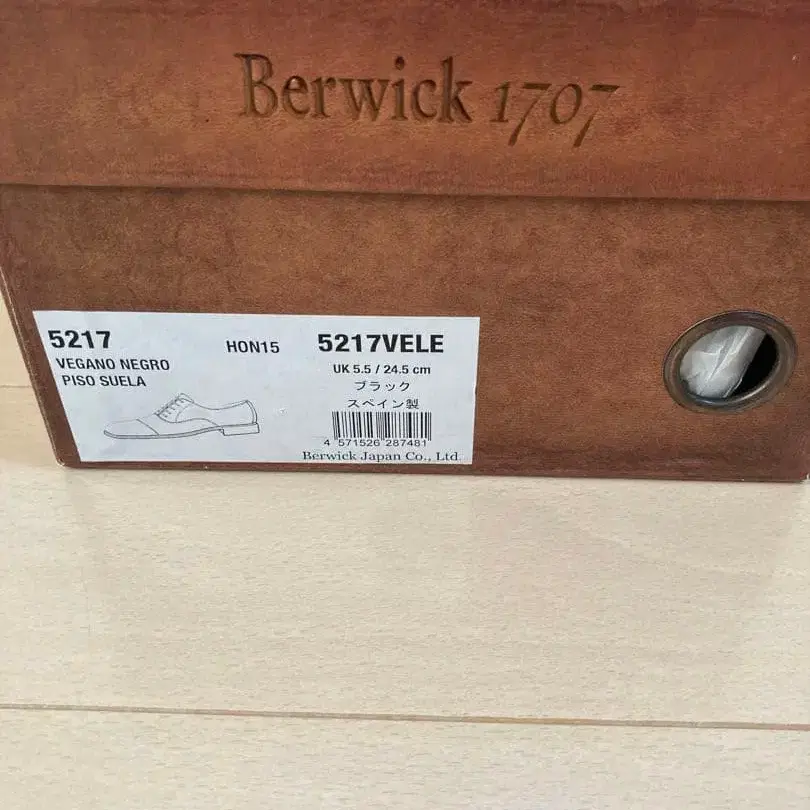 Berwick 1707
5217
VEGANO NEGRO
PISO SUELA
HON15
5217VELE
UK 5.5 / 24.5 cm
ブラック
スペイン製
4 571526 287481
Berwick Japan Co., Ltd.